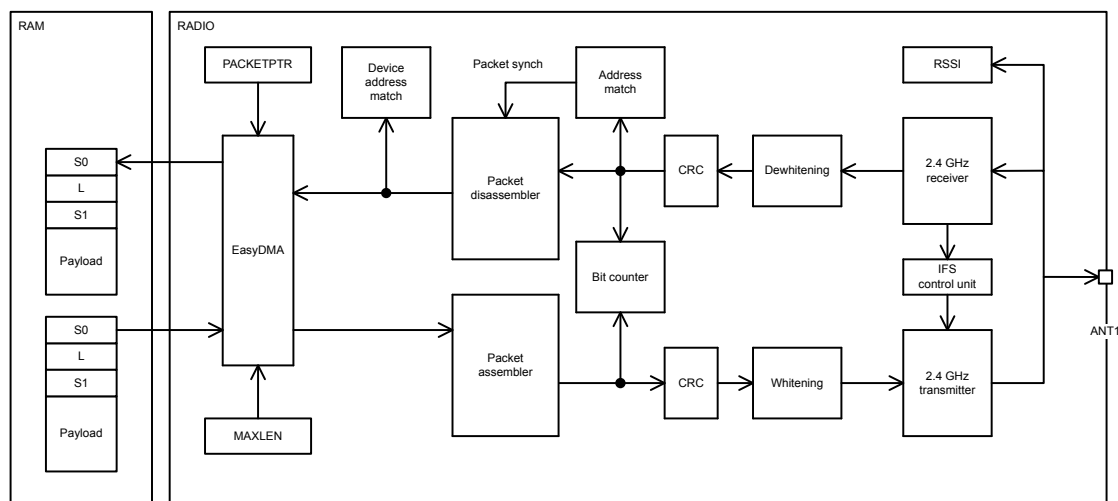 RAM
RADIO
PACKETPTR
Device
address
match
Packet synch
Address
match
RSSI
S0
L
S1
Payload
EasyDMA
Packet
disassembler
CRC
Dewhitening
2.4 GHz
receiver
Bit counter
IFS
control unit
ANT1
S0
L
S1
Payload
Packet
assembler
CRC
Whitening
2.4 GHz
transmitter
MAXLEN